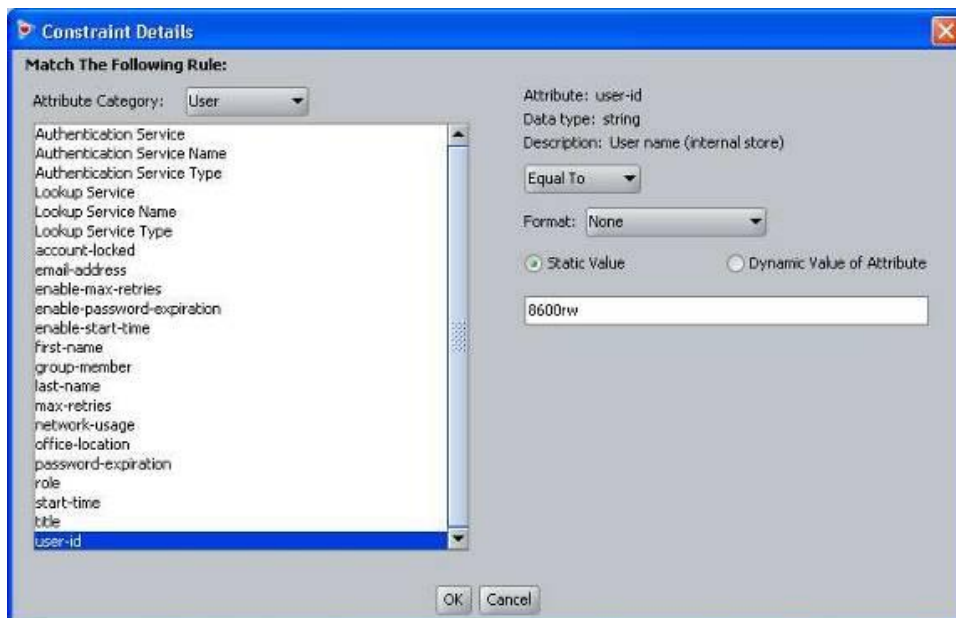 Constraint Details
Match The Following Rule:
Attribute Category: User
Authentication Service
Authentication Service Name
Authentication Service Type
Lookup Service
Lookup Service Name
Lookup Service Type
account-locked
email-address
enable-max-retries
enable-password-expiration
enable-start-time
first-name
group-member
last-name
max-retries
network-usage
office-location
password-expiration
role
start-time
title
user-id
Attribute: user-id
Data type: string
Description: User name (internal store)
Equal To
Format: None
Static Value Dynamic Value of Attribute
8600rw
OK Cancel